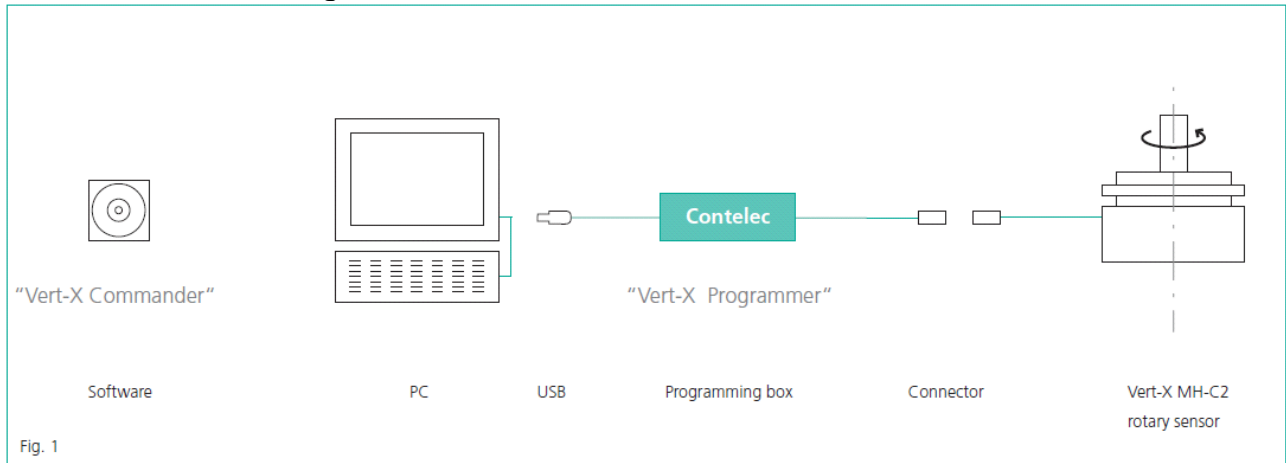 Contelec
“Vert-X Commander“
“Vert-X Programmer“
Software
PC
USB
Programming box
Connector
Vert-X MH-C2
rotary sensor
Fig. 1